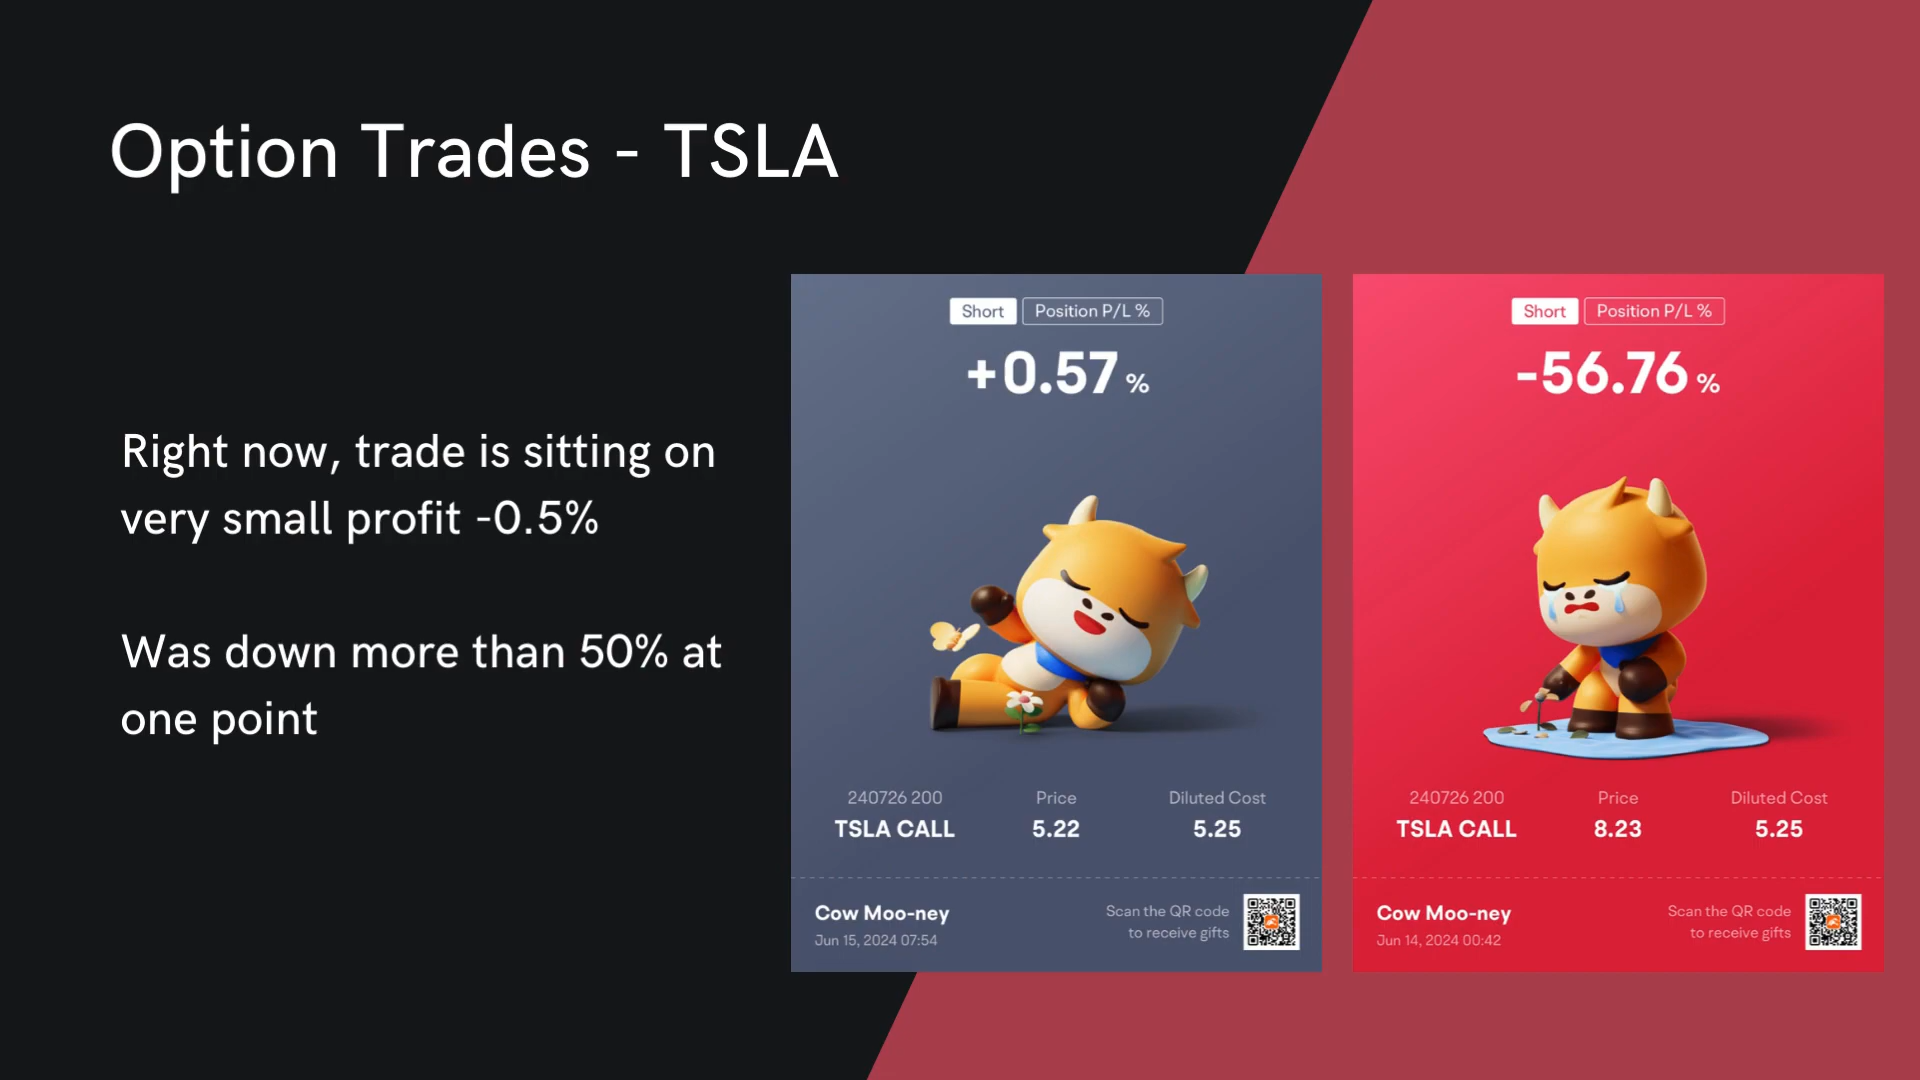 Option Trades - TSLA
Right now, trade is sitting on
very small profit -0.5%
Was down more than 50% at
one point
Short Position P/L %
+0.57 %
240726 200 Price Diluted Cost
TSLA CALL 5.22 5.25
Cow Moo-ney
Jun 15, 2024 07:54
Scan the QR code
to receive gifts
Short Position P/L %
-56.76 %
240726 200 Price Diluted Cost
TSLA CALL 8.23 5.25
Cow Moo-ney
Jun 14, 2024 00:42
Scan the QR code
to receive gifts